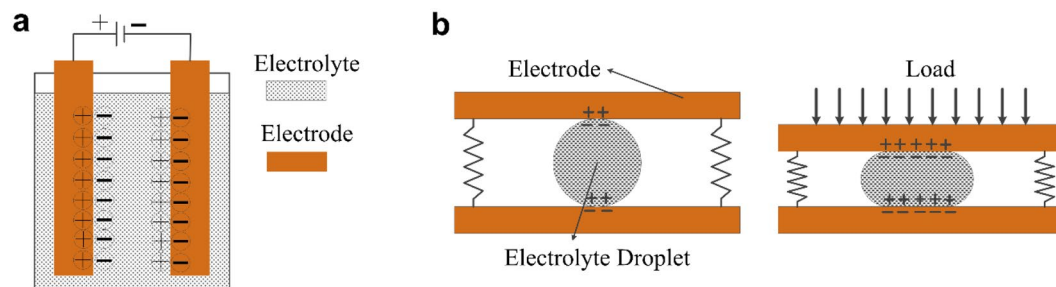 a
+ −
Electrolyte
Electrode
b
Electrode
Load
Electrolyte Droplet